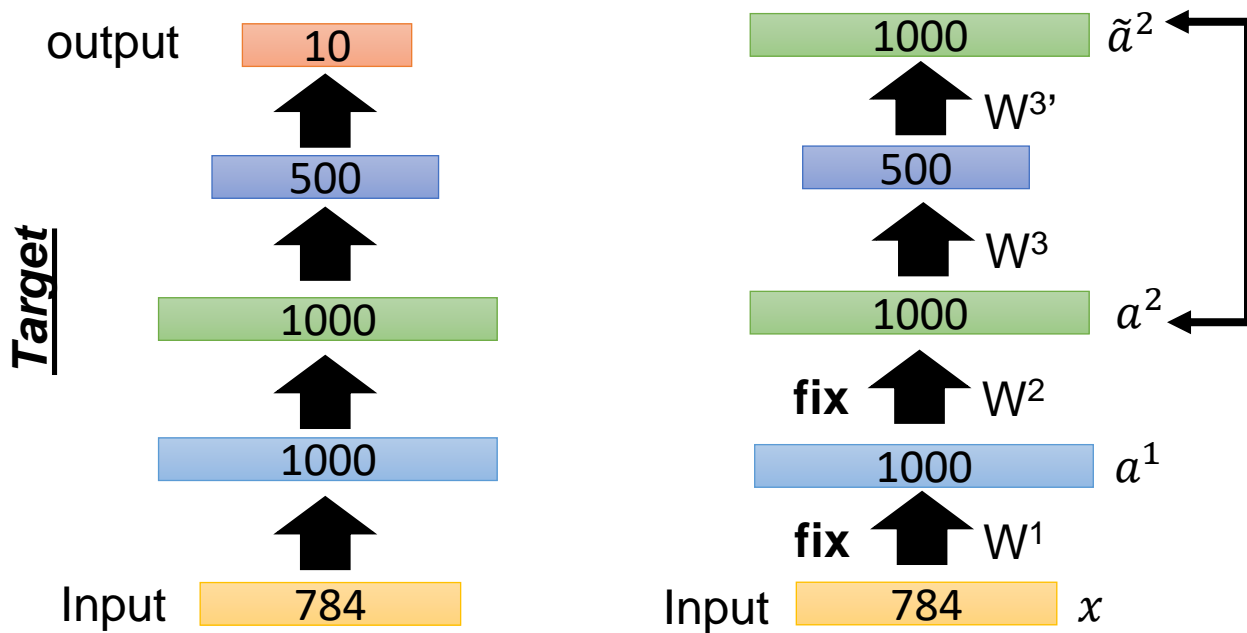 output
10
500
Target
1000
1000
Input
784
1000
ã²
W³’
500
W³
1000
a²
fix
W²
1000
a¹
fix
W¹
Input
784
x